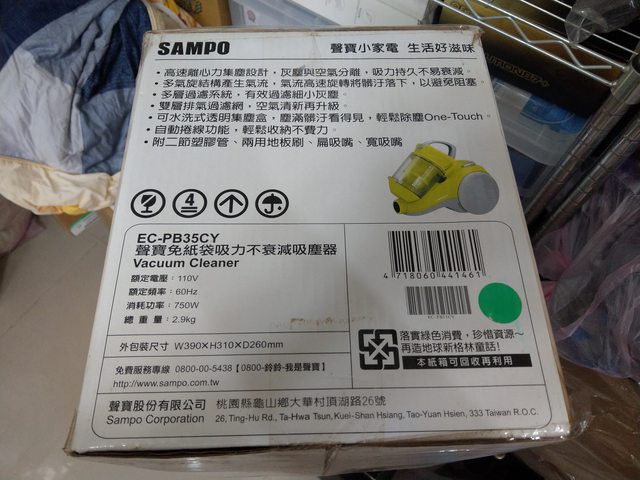 SAMPO
聲寶小家電 生活好滋味
•高速離心力集塵設計,灰塵與空氣分離,吸力持久不易衰減。
•多氣旋結構產生氣流,氣流高速旋轉將髒汙落下,以避免阻塞。
•多層過濾系統,有效過濾細小灰塵。
•雙層排氣過濾網,空氣清新再升級。
•可水洗式透明集塵盒,塵滿髒汙看得見,輕鬆除塵One-Touch。
•自動捲線功能,輕鬆收納不費力。
•附二節塑膠管、兩用地板刷、扁吸嘴、寬吸嘴
4
EC-PB35CY
聲寶免紙袋吸力不衰減吸塵器
Vacuum Cleaner
額定電壓:110V
額定頻率:60Hz
消耗功率:750W
總重量:2.9kg
4 718060 441461
EC-PB35CY
外包裝尺寸 W390×H310×D260mm
落實綠色消費,珍惜資源~
再造地球新格林童話!
本紙箱可回收再利用
免費服務專線 0800-00-5438【0800-鈴鈴-我是聲寶】
http://www.sampo.com.tw
聲寶股份有限公司 桃園縣龜山鄉大華村頂湖路26號
Sampo Corporation 26, Ting-Hu Rd., Ta-Hwa Tsun, Kuei-Shan Hsiang, Tao-Yuan Hsien, 333 Taiwan R.O.C.